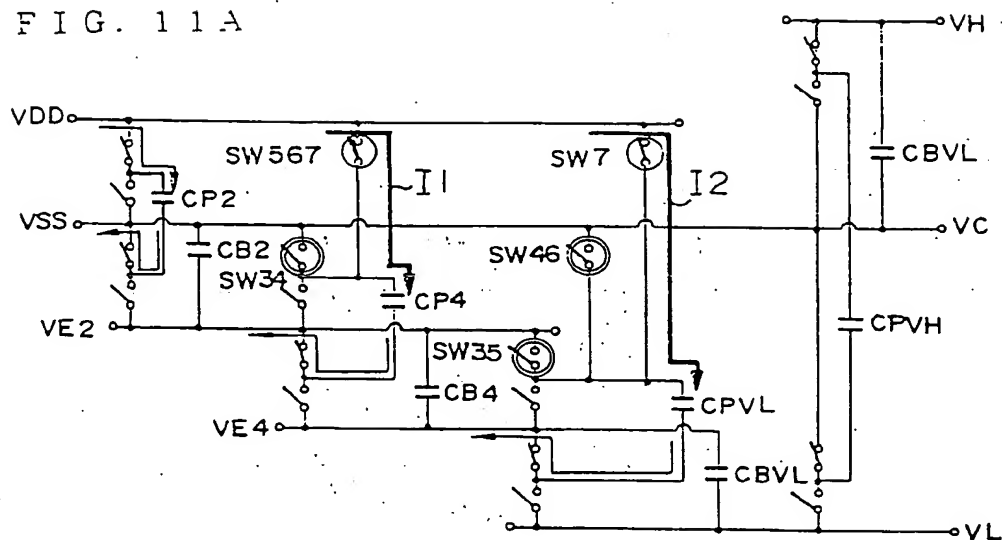 FIG. 11A
VH
VDD
SW567
I1
SW7
I2
CBVL
CP2
VSS
VC
CB2
SW34
SW46
CP4
CPVH
VE2
SW35
CB4
CPVL
VE4
CBVL
VL